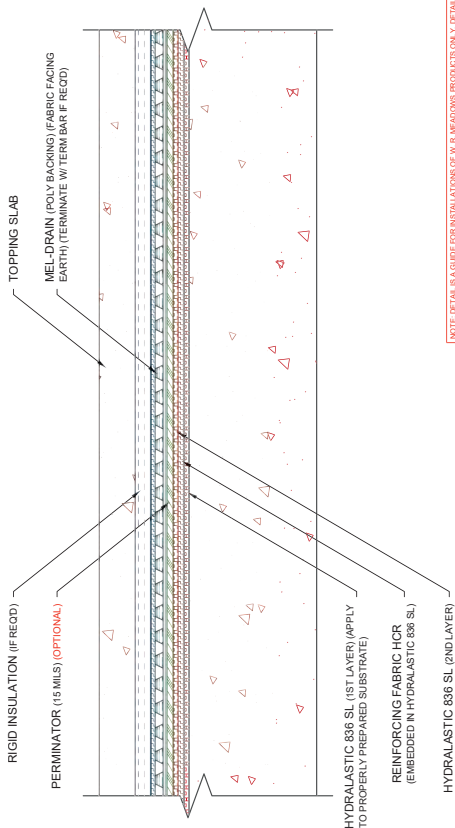 RIGID INSULATION (IF REQ'D)
PERMINATOR (15 MILS) (OPTIONAL)
TOPPING SLAB
MEL-DRAIN (POLY BACKING) (FABRIC FACING
EARTH) (TERMINATE W/ TERM BAR IF REQ'D)
HYDRALASTIC 836 SL (1ST LAYER) (APPLY
TO PROPERLY PREPARED SUBSTRATE)
REINFORCING FABRIC HCR
(EMBEDDED IN HYDRALASTIC 836 SL)
HYDRALASTIC 836 SL (2ND LAYER)
NOTE: DETAIL IS A GUIDE FOR INSTALLATIONS OF W. R. MEADOWS PRODUCTS ONLY. DETAIL